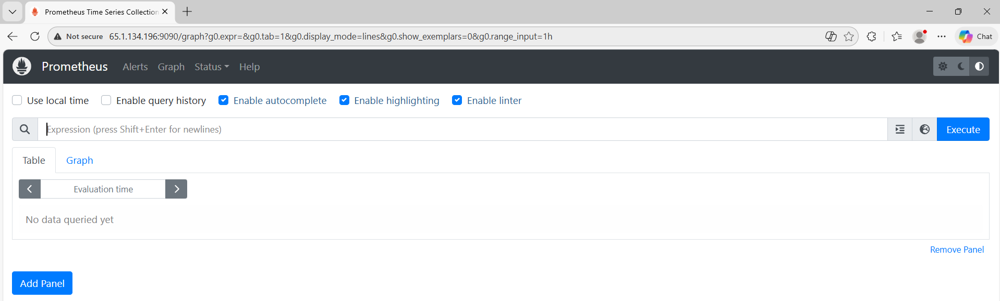 Prometheus Time Series Collection
Not secure 65.1.134.196:9090/graph?g0.expr=&g0.tab=1&g0.display_mode=lines&g0.show_exemplars=0&g0.range_input=1h
Chat
Prometheus Alerts Graph Status Help
Use local time Enable query history Enable autocomplete Enable highlighting Enable linter
Expression (press Shift+Enter for newlines)
Execute
Table Graph
Evaluation time
No data queried yet
Remove Panel
Add Panel